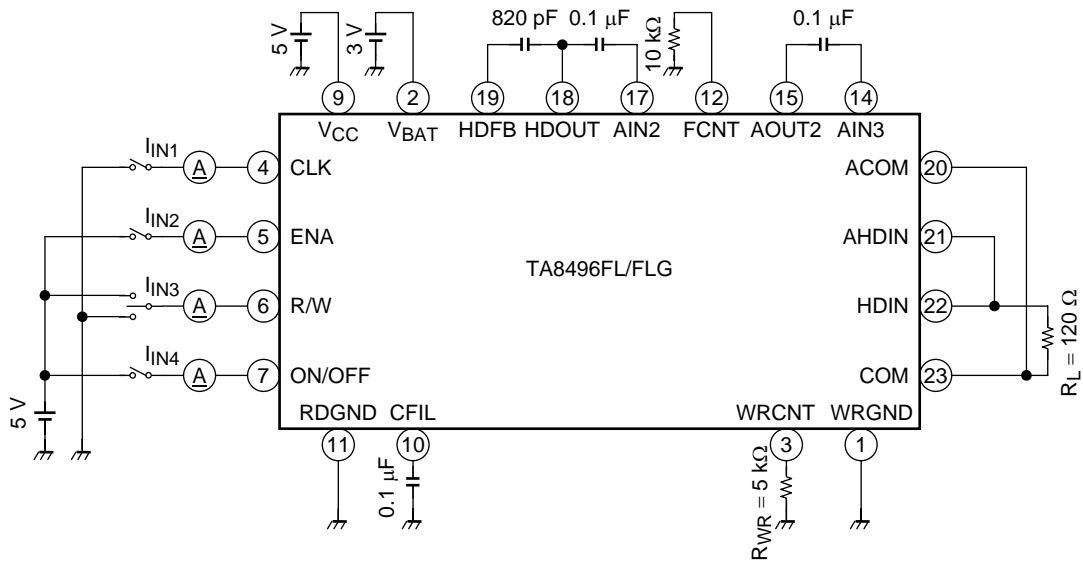 5 V
3 V
820 pF
0.1 μF
10 kΩ
0.1 μF
9
2
19
18
17
12
15
14
VCC
VBAT
HDFB
HDOUT
AIN2
FCNT
AOUT2
AIN3
IIN1
A
4
CLK
ACOM
20
IIN2
A
5
ENA
AHDIN
21
TA8496FL/FLG
IIN3
A
6
R/W
HDIN
22
IIN4
A
7
ON/OFF
COM
23
RL = 120 Ω
5 V
RDGND
CFIL
WRCNT
WRGND
11
10
3
1
0.1 μF
RWR = 5 kΩ